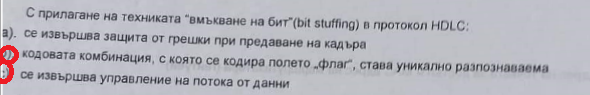 С прилагане на техниката "вмъкване на бит"(bit stuffing) в протокол HDLC:
а). се извършва защита от грешки при предаване на кадъра
кодовата комбинация, с която се кодира полето „флаг“, става уникално разпознаваема
се извършва управление на потока от данни